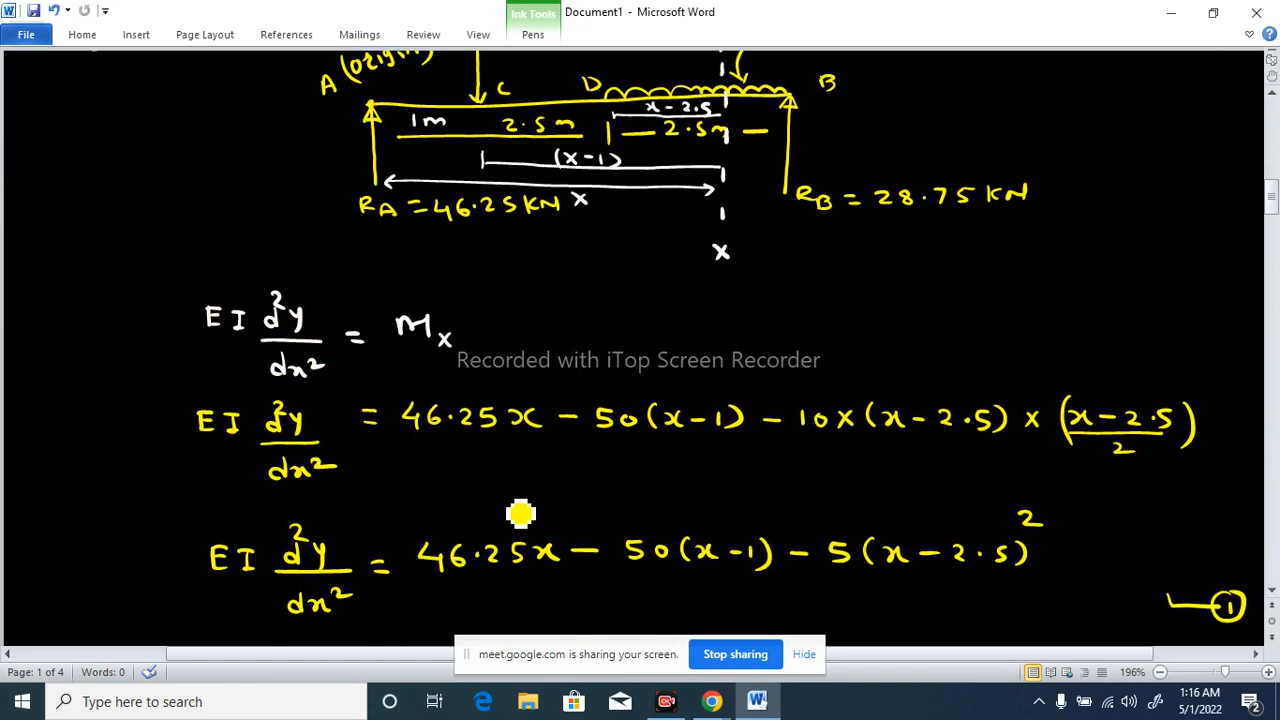 Ink Tools
Document1 - Microsoft Word
File Home Insert Page Layout References Mailings Review View Pens
A (origin)
C
D
B
x-2.5
1m 2.5m 2.5m
(x-1)
RA = 46.25KN x
RB = 28.75 KN
x
EI d²y/dx² = Mx
Recorded with iTop Screen Recorder
EI d²y/dx² = 46.25x - 50(x-1) - 10×(x-2.5) × (x-2.5/2)
EI d²y/dx² = 46.25x - 50(x-1) - 5(x-2.5)²
1
meet.google.com is sharing your screen. Stop sharing Hide
Page: 1 of 4 Words: 0 196%
Type here to search
1:16 AM
5/1/2022